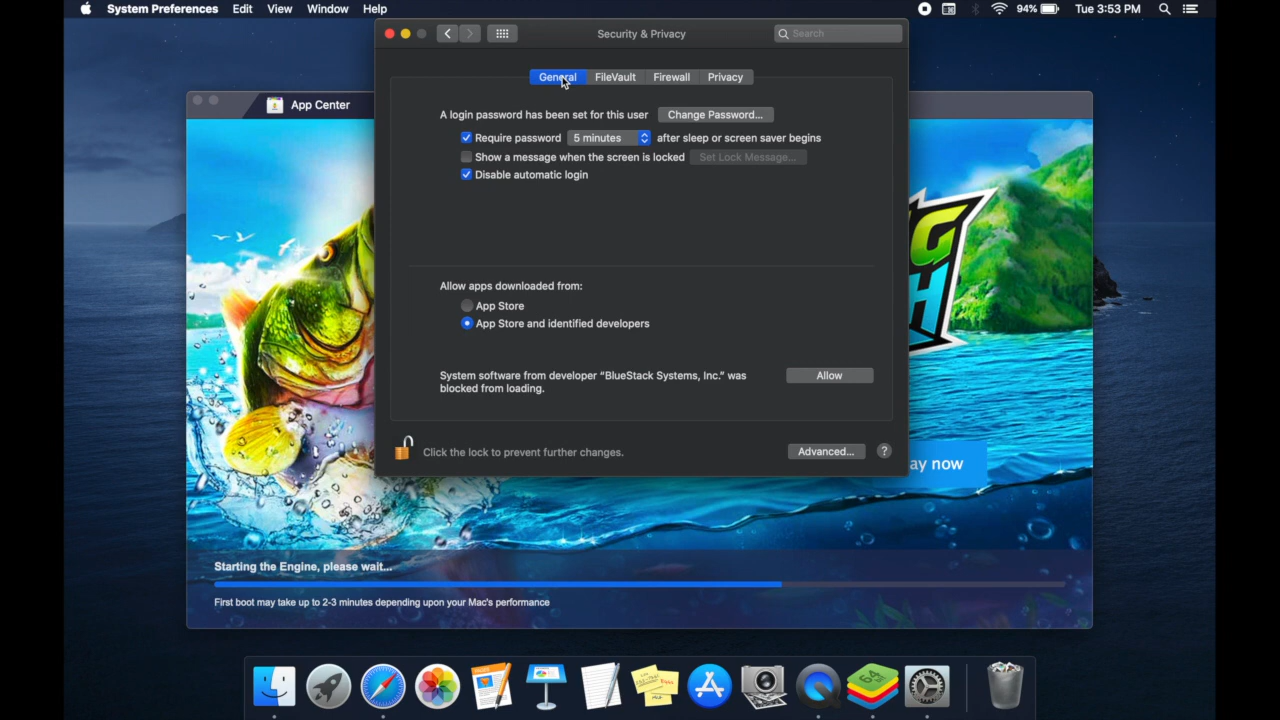 System Preferences Edit View Window Help 94% Tue 3:53 PM
Security & Privacy
Search
App Center
General FileVault Firewall Privacy
A login password has been set for this user Change Password...
Require password 5 minutes after sleep or screen saver begins
Show a message when the screen is locked Set Lock Message...
Disable automatic login
Allow apps downloaded from:
App Store
App Store and identified developers
System software from developer “BlueStack Systems, Inc.” was
blocked from loading.
Allow
Click the lock to prevent further changes.
Advanced... ?
ay now
Starting the Engine, please wait...
First boot may take up to 2-3 minutes depending upon your Mac's performance
64